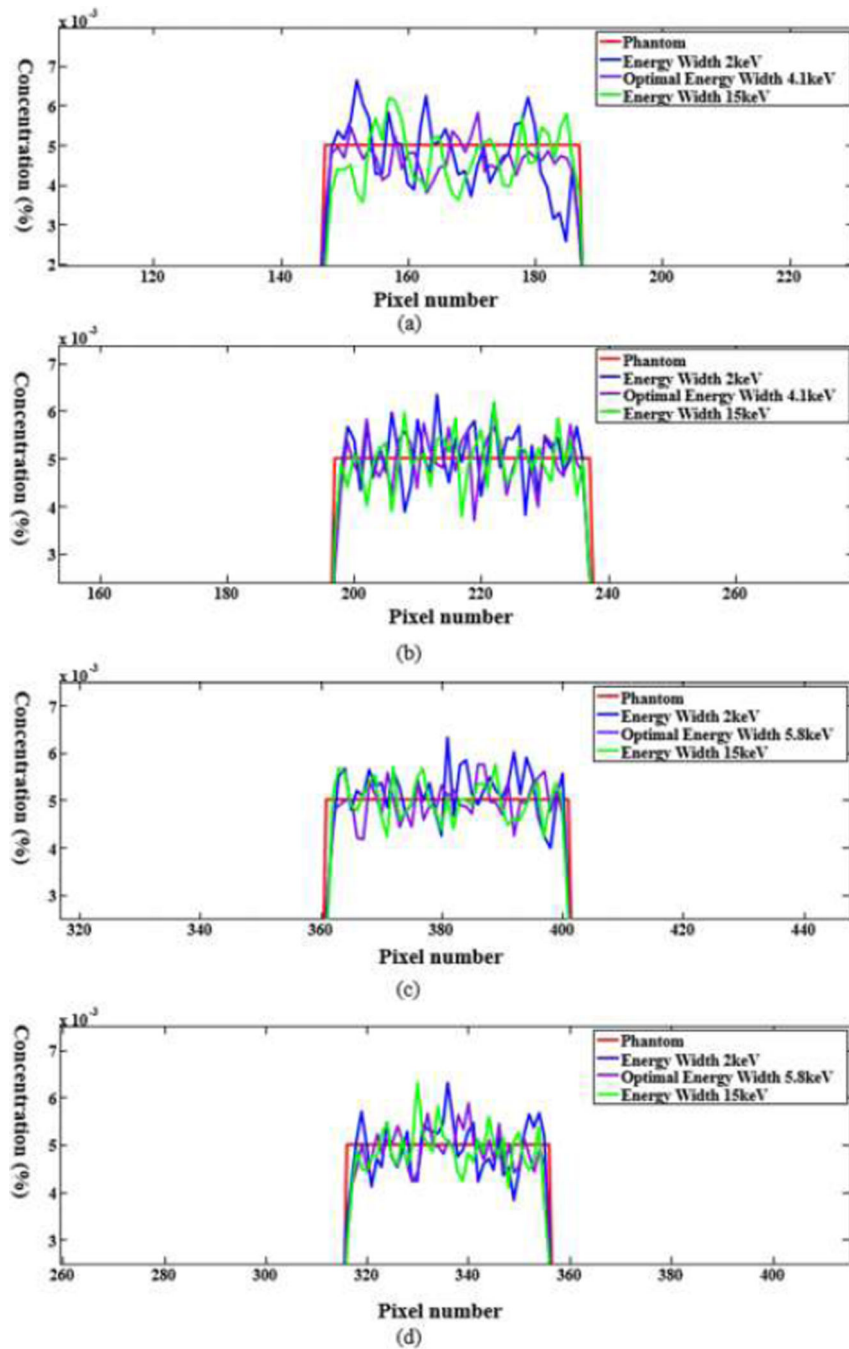 x 10⁻³
Concentration (%)
7
6
5
4
3
2
Phantom
Energy Width 2keV
Optimal Energy Width 4.1keV
Energy Width 15keV
120 140 160 180 200 220
Pixel number
(a)
x 10⁻³
Concentration (%)
7
6
5
4
3
Phantom
Energy Width 2keV
Optimal Energy Width 4.1keV
Energy Width 15keV
160 180 200 220 240 260
Pixel number
(b)
x 10⁻³
Concentration (%)
7
6
5
4
3
Phantom
Energy Width 2keV
Optimal Energy Width 5.8keV
Energy Width 15keV
320 340 360 380 400 420 440
Pixel number
(c)
x 10⁻³
Concentration (%)
7
6
5
4
3
Phantom
Energy Width 2keV
Optimal Energy Width 5.8keV
Energy Width 15keV
260 280 300 320 340 360 380 400
Pixel number
(d)